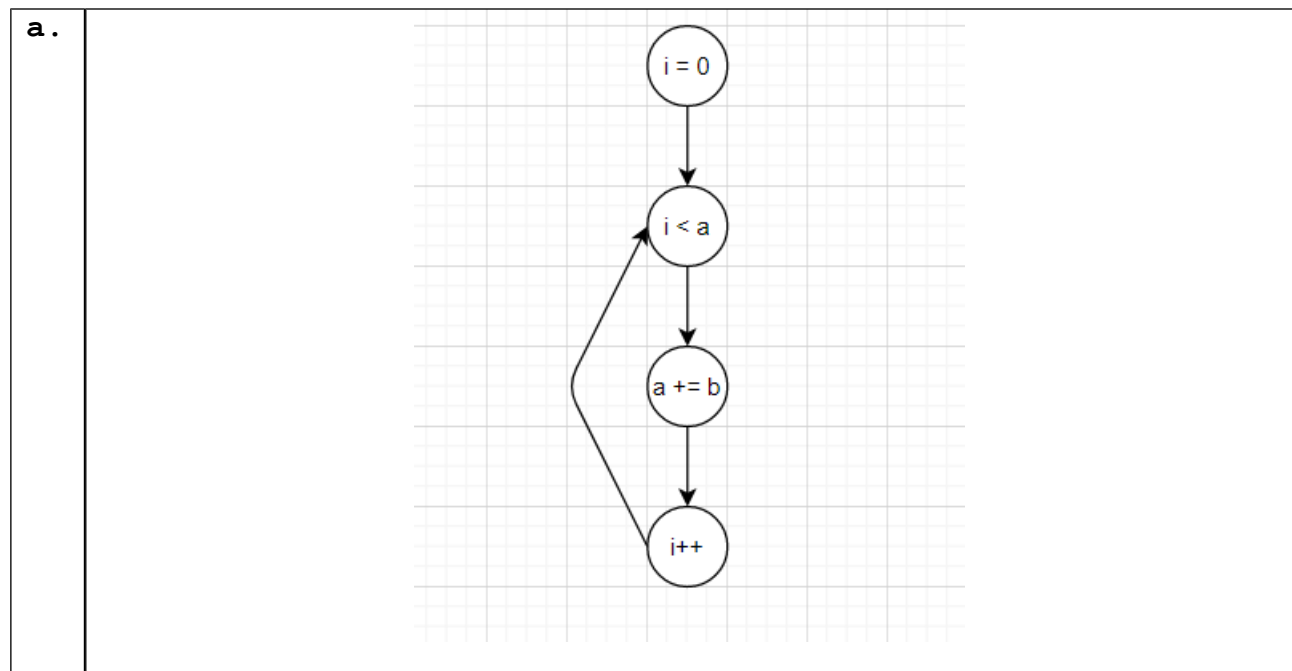 a.
i = 0
i < a
a += b
i++